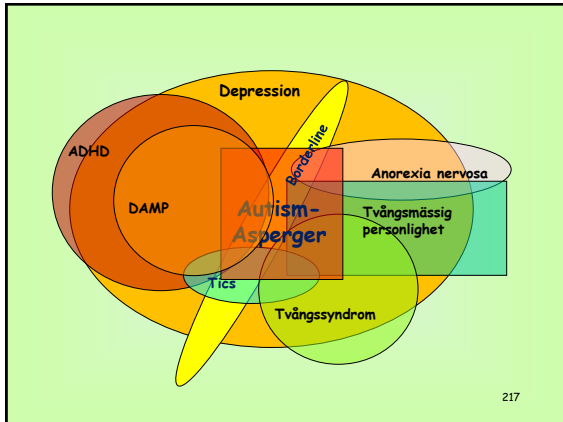 Depression
ADHD
Borderline
Anorexia nervosa
DAMP
Autism-
Asperger
Tvångsmässig
personlighet
Tics
Tvångssyndrom
217